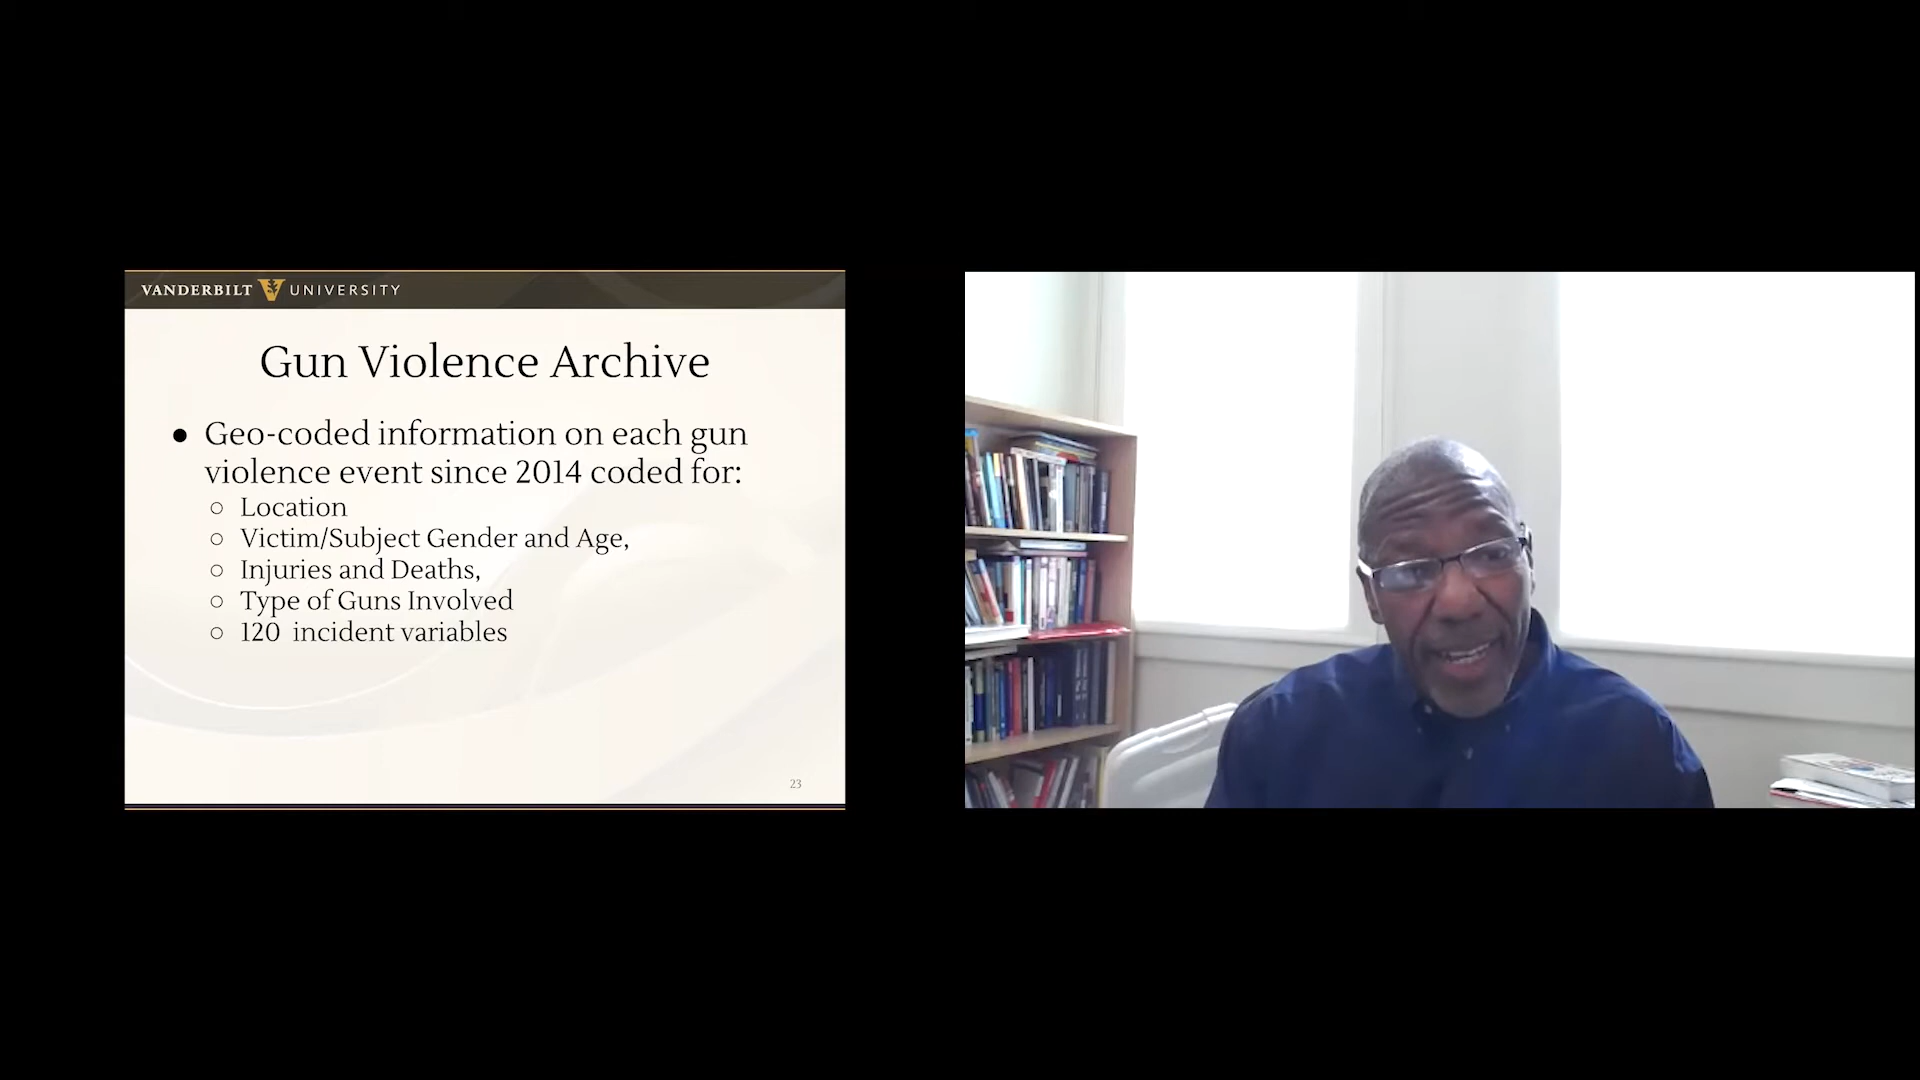 VANDERBILT UNIVERSITY
Gun Violence Archive
● Geo-coded information on each gun
violence event since 2014 coded for:
○ Location
○ Victim/Subject Gender and Age,
○ Injuries and Deaths,
○ Type of Guns Involved
○ 120 incident variables
23